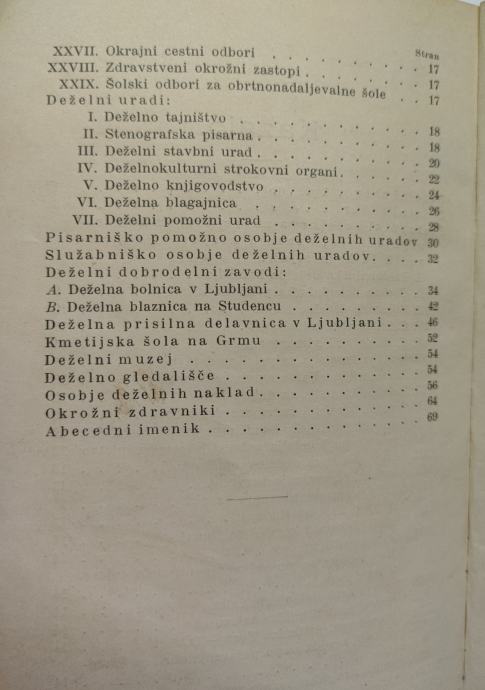 Stran
XXVII. Okrajni cestni odbori . . . . . . . . 17
XXVIII. Zdravstveni okrožni zastopi . . . . . . 17
XXIX. Šolski odbori za obrtnonadaljevalne šole . . 17
Deželni uradi:
I. Deželno tajništvo . . . . . . . . . . 18
II. Stenografska pisarna . . . . . . . . . 18
III. Deželni stavbni urad . . . . . . . . . 20
IV. Deželnokulturni strokovni organi . . . . . 22
V. Deželno knjigovodstvo . . . . . . . . 24
VI. Deželna blagajnica . . . . . . . . . 26
VII. Deželni pomožni urad . . . . . . . . 28
Pisarniško pomožno osobje deželnih uradov 30
Služabniško osobje deželnih uradov . . . . 32
Deželni dobrodelni zavodi:
A. Deželna bolnica v Ljubljani . . . . . . . . 34
B. Deželna blaznica na Studencu . . . . . . . 42
Deželna prisilna delavnica v Ljubljani . . . 46
Kmetijska šola na Grmu . . . . . . . . 52
Deželni muzej . . . . . . . . . . . . 54
Deželno gledališče . . . . . . . . . . 54
Osobje deželnih naklad . . . . . . . . 56
Okrožni zdravniki . . . . . . . . . . 64
Abecedni imenik . . . . . . . . . . . 69